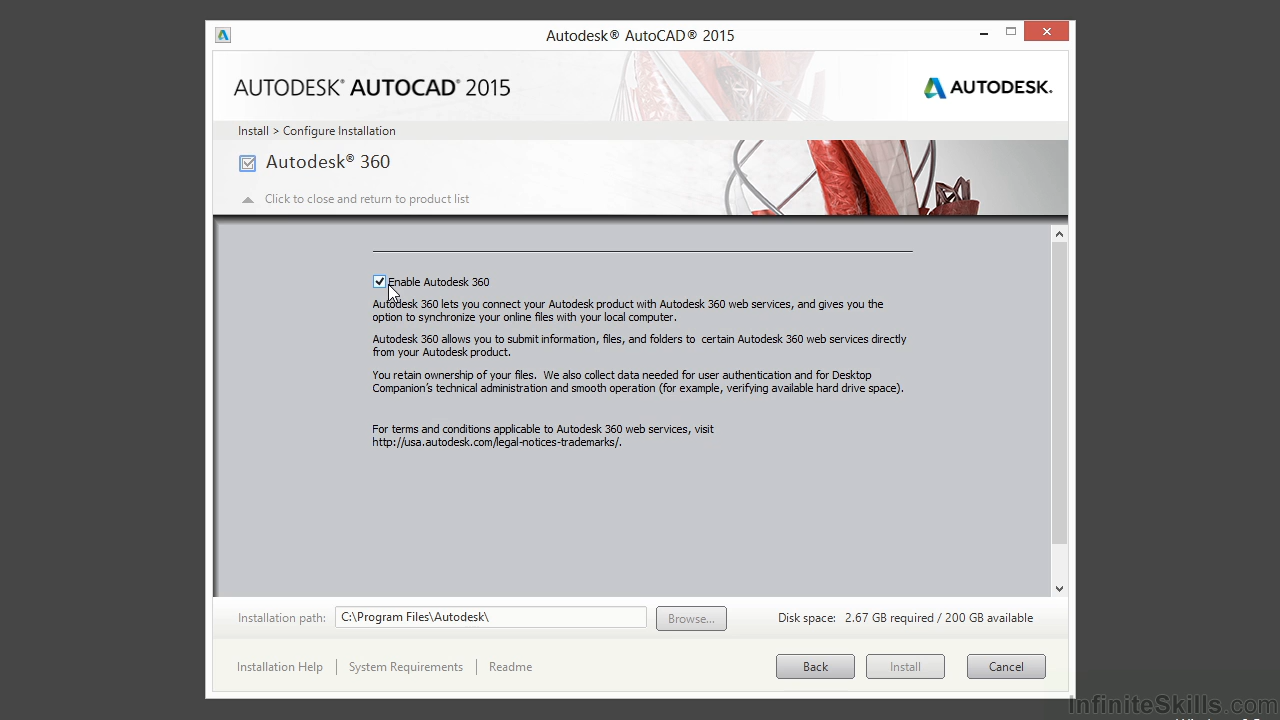 Autodesk® AutoCAD® 2015
AUTODESK® AUTOCAD® 2015
AUTODESK.
Install > Configure Installation
Autodesk® 360
Click to close and return to product list
Enable Autodesk 360
Autodesk 360 lets you connect your Autodesk product with Autodesk 360 web services, and gives you the
option to synchronize your online files with your local computer.
Autodesk 360 allows you to submit information, files, and folders to certain Autodesk 360 web services directly
from your Autodesk product.
You retain ownership of your files. We also collect data needed for user authentication and for Desktop
Companion's technical administration and smooth operation (for example, verifying available hard drive space).
For terms and conditions applicable to Autodesk 360 web services, visit
http://usa.autodesk.com/legal-notices-trademarks/.
Installation path: C:\Program Files\Autodesk\ Browse... Disk space: 2.67 GB required / 200 GB available
Installation Help System Requirements Readme Back Install Cancel
InfiniteSkills.com